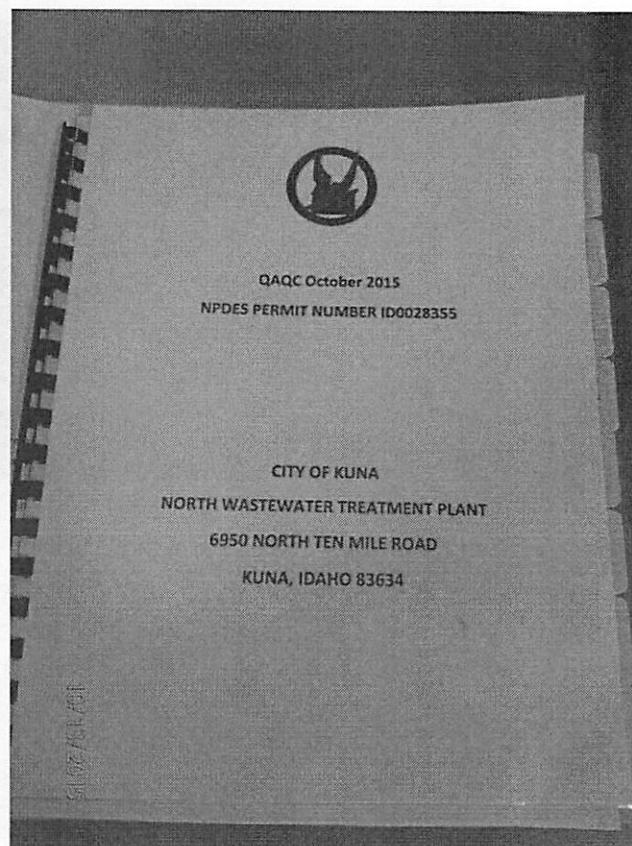 QAQC October 2015
NPDES PERMIT NUMBER ID0028355
CITY OF KUNA
NORTH WASTEWATER TREATMENT PLANT
6950 NORTH TEN MILE ROAD
KUNA, IDAHO 83634